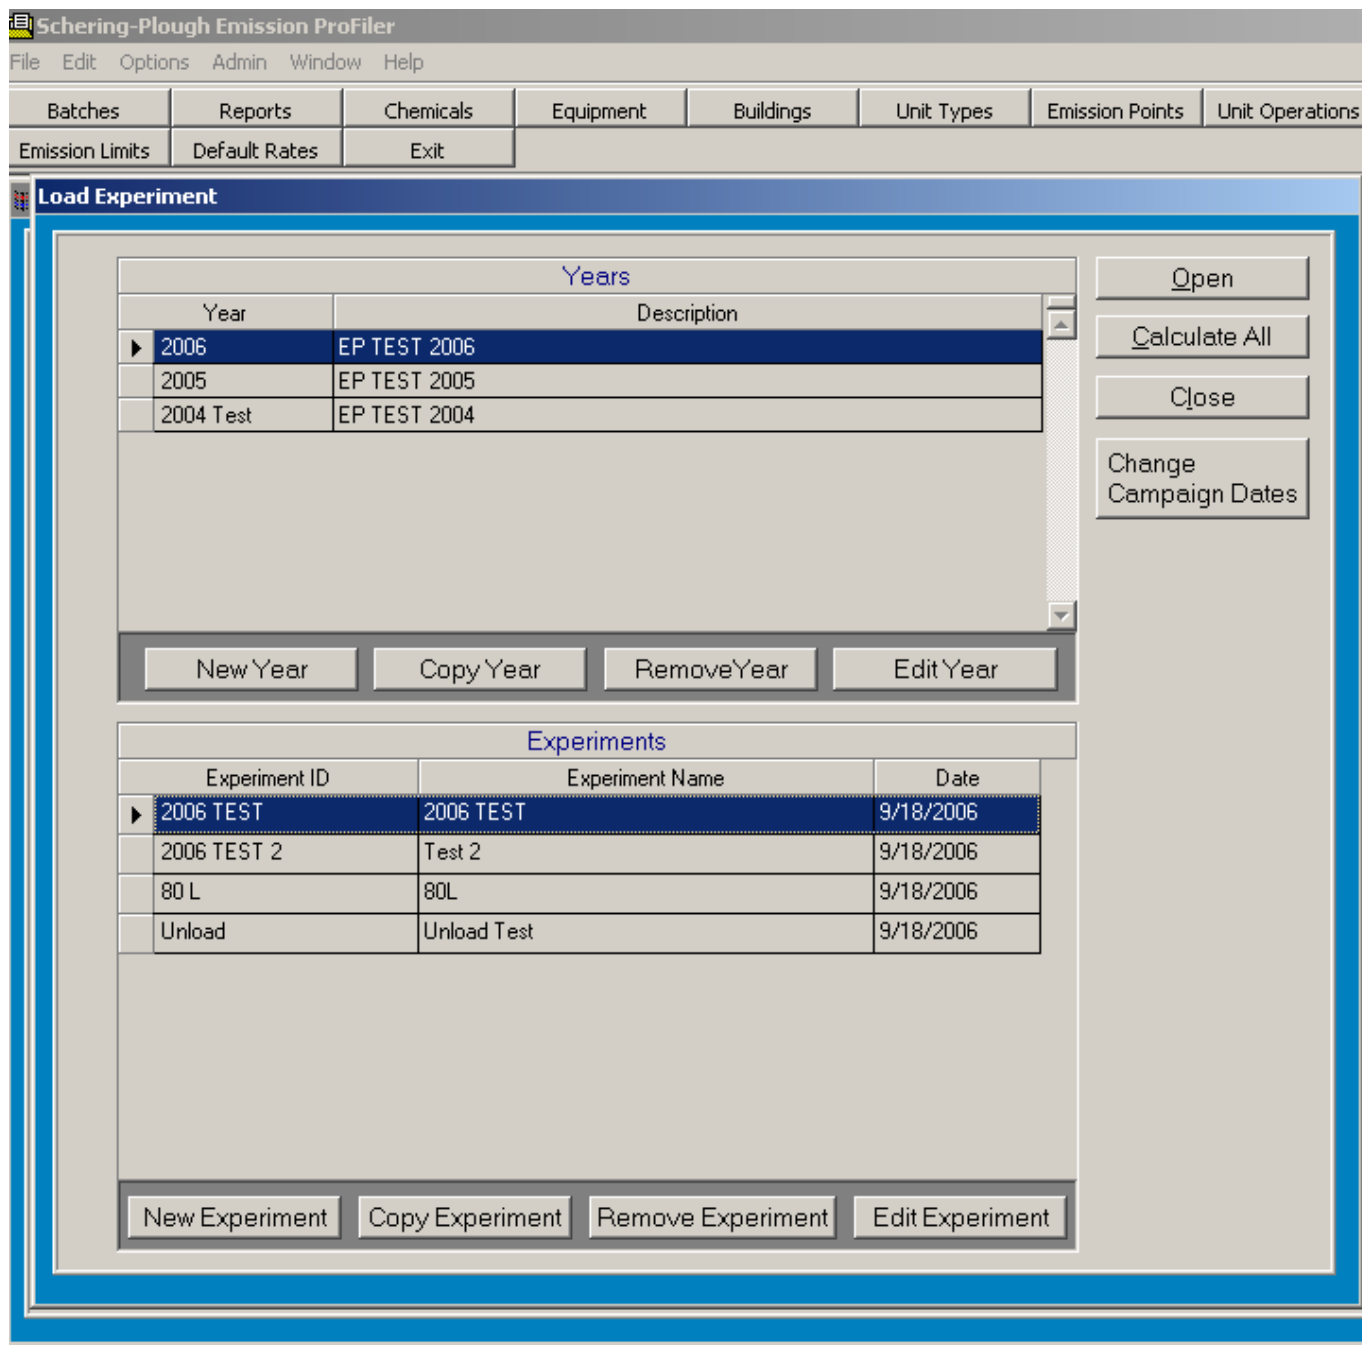 Schering-Plough Emission ProFiler
File Edit Options Admin Window Help
Batches Reports Chemicals Equipment Buildings Unit Types Emission Points Unit Operations
Emission Limits Default Rates Exit
Load Experiment
Years
Year Description
2006 EP TEST 2006
2005 EP TEST 2005
2004 Test EP TEST 2004
New Year Copy Year RemoveYear Edit Year
Open
Calculate All
Close
Change
Campaign Dates
Experiments
Experiment ID Experiment Name Date
2006 TEST 2006 TEST 9/18/2006
2006 TEST 2 Test 2 9/18/2006
80 L 80L 9/18/2006
Unload Unload Test 9/18/2006
New Experiment Copy Experiment Remove Experiment Edit Experiment